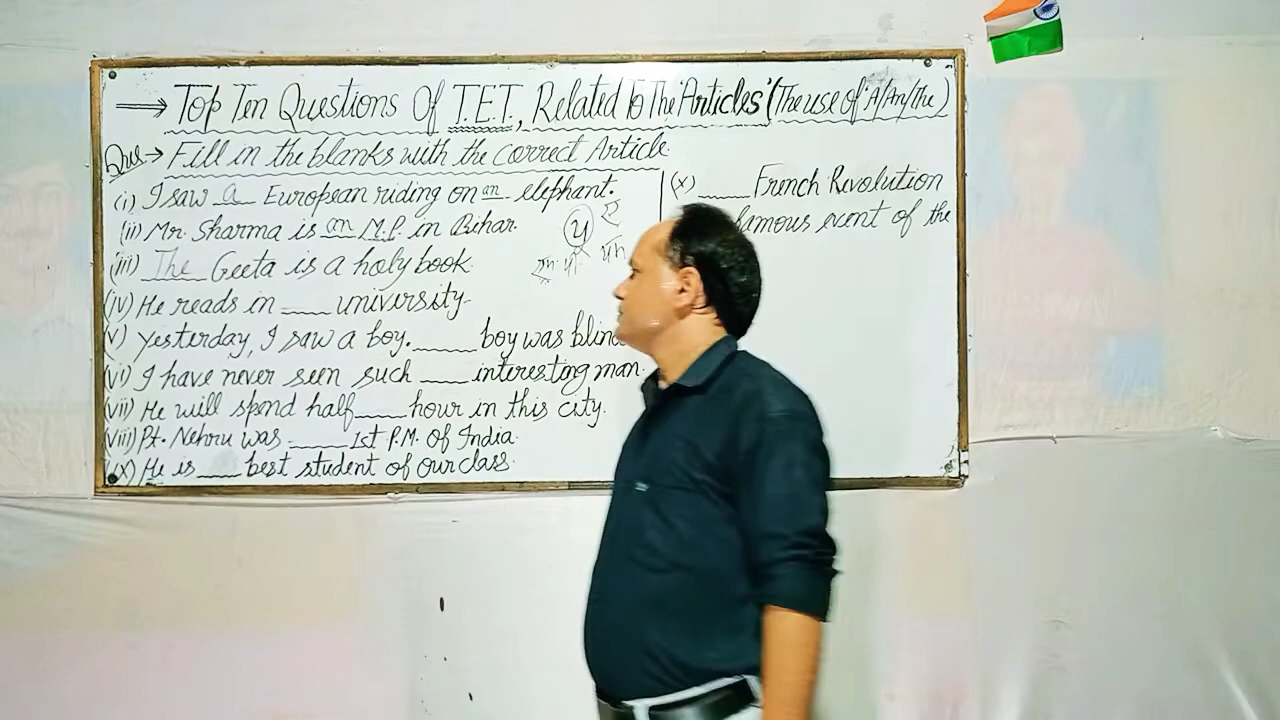 → Top Ten Questions Of T.E.T., Related To The 'Articles' (The use of 'A/An/The)
Que → Fill in the blanks with the correct Article
(i) I saw a European riding on an elephant.
(ii) Mr. Sharma is an M.P. in Bihar.
(iii) The Geeta is a holy book.
(iv) He reads in ____ university.
(v) Yesterday, I saw a boy. ____ boy was blin
(vi) I have never seen such ____ interesting man.
(vii) He will spend half ____ hour in this city.
(viii) Pt. Nehru was ____ 1st P.M. of India.
(ix) He is ____ best student of our class.
(x) ____ French Revolution
famous event of the
y